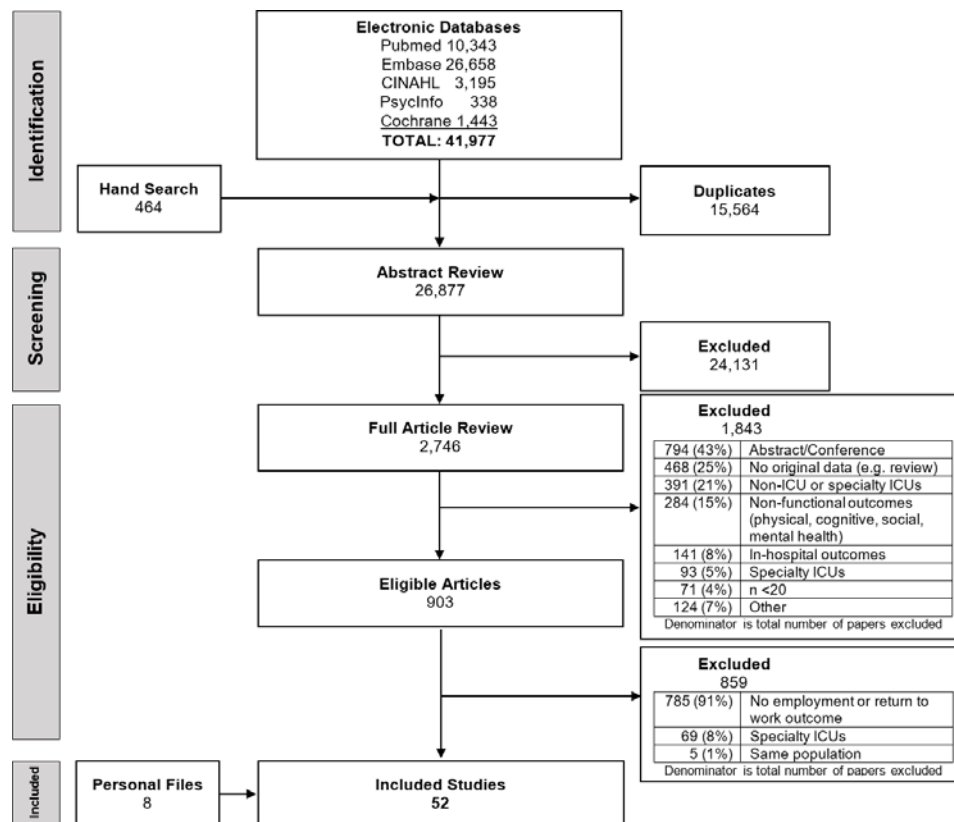 Identification
Electronic Databases
Pubmed 10,343
Embase 26,658
CINAHL 3,195
PsycInfo 338
Cochrane 1,443
TOTAL: 41,977
Hand Search
464
Duplicates
15,564
Screening
Abstract Review
26,877
Excluded
24,131
Eligibility
Full Article Review
2,746
Excluded
1,843
794 (43%) Abstract/Conference
468 (25%) No original data (e.g. review)
391 (21%) Non-ICU or specialty ICUs
284 (15%) Non-functional outcomes
(physical, cognitive, social,
mental health)
141 (8%) In-hospital outcomes
93 (5%) Specialty ICUs
71 (4%) n <20
124 (7%) Other
Denominator is total number of papers excluded
Eligible Articles
903
Excluded
859
785 (91%) No employment or return to
work outcome
69 (8%) Specialty ICUs
5 (1%) Same population
Denominator is total number of papers excluded
Included
Personal Files
8
Included Studies
52